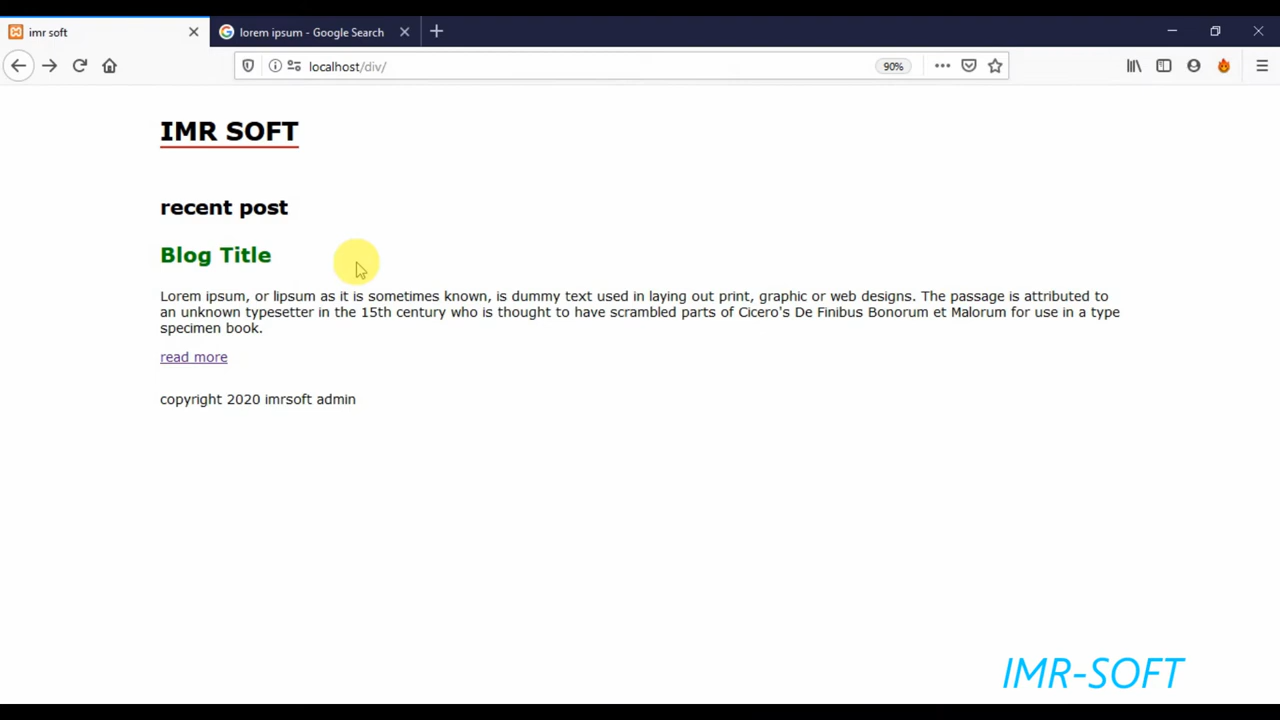 imr soft
lorem ipsum - Google Search
localhost/div/
90%
IMR SOFT
recent post
Blog Title
Lorem ipsum, or lipsum as it is sometimes known, is dummy text used in laying out print, graphic or web designs. The passage is attributed to
an unknown typesetter in the 15th century who is thought to have scrambled parts of Cicero's De Finibus Bonorum et Malorum for use in a type
specimen book.
read more
copyright 2020 imrsoft admin
IMR-SOFT